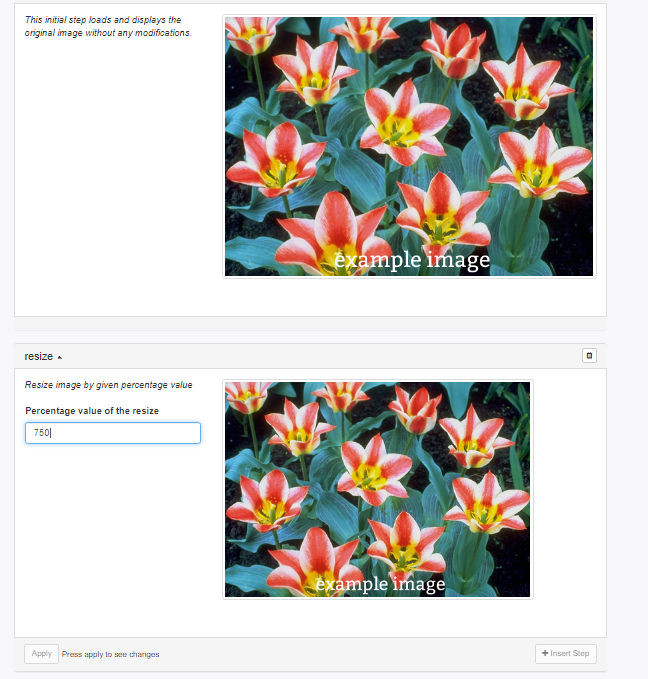 This initial step loads and displays the
original image without any modifications.
example image
resize
Resize image by given percentage value
Percentage value of the resize
750
example image
Apply Press apply to see changes
+ Insert Step